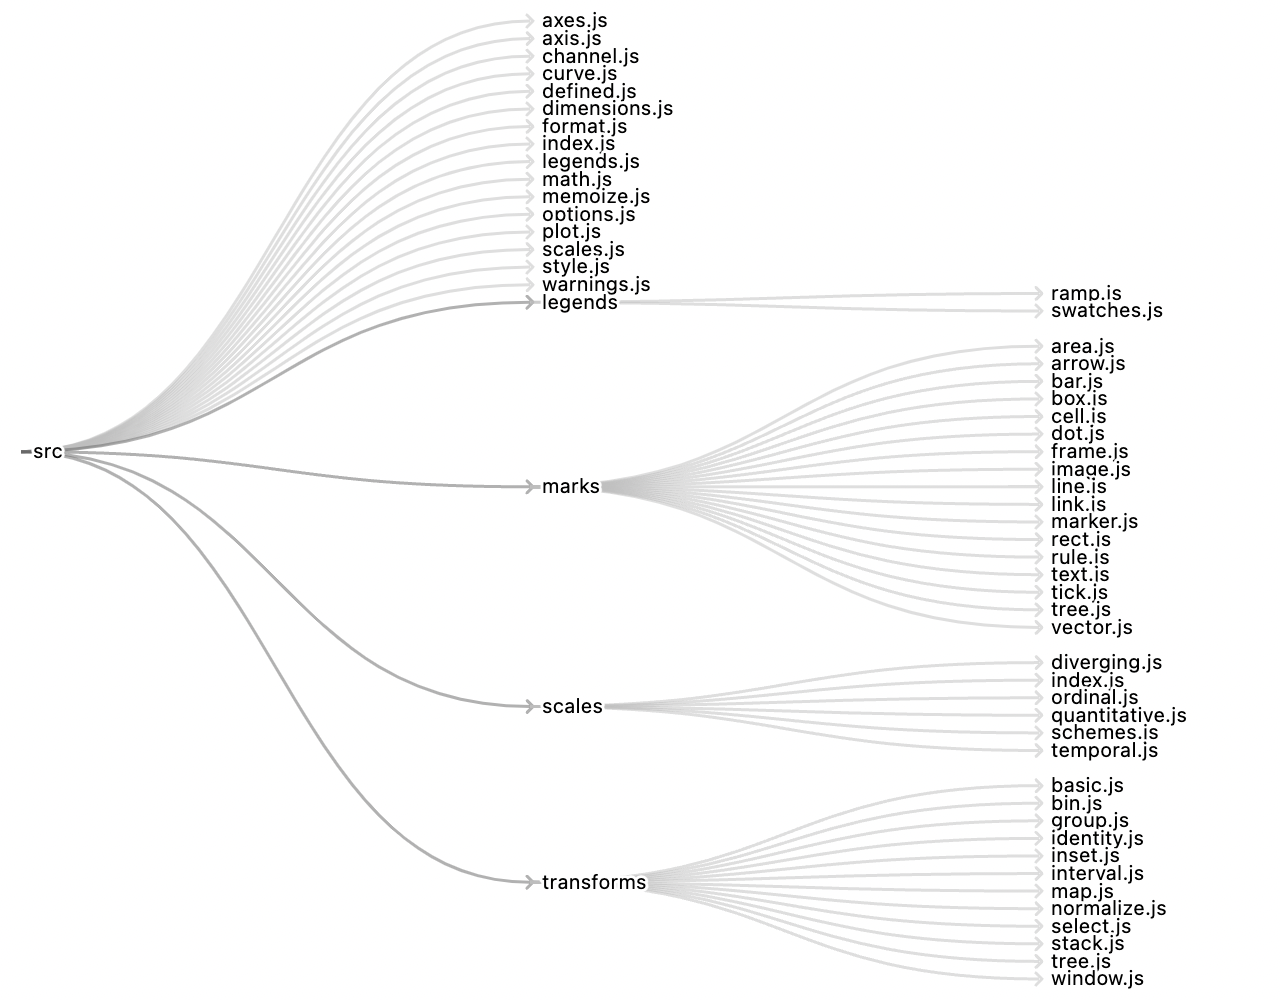 axes.js
axis.js
channel.js
curve.js
defined.js
dimensions.js
format.js
index.js
legends.js
math.js
memoize.js
options.js
plot.js
scales.js
style.js
warnings.js
legends
ramp.js
swatches.js
src
marks
area.js
arrow.js
bar.js
box.js
cell.js
dot.js
frame.js
image.js
line.js
link.js
marker.js
rect.js
rule.js
text.js
tick.js
tree.js
vector.js
scales
diverging.js
index.js
ordinal.js
quantitative.js
schemes.js
temporal.js
transforms
basic.js
bin.js
group.js
identity.js
inset.js
interval.js
map.js
normalize.js
select.js
stack.js
tree.js
window.js